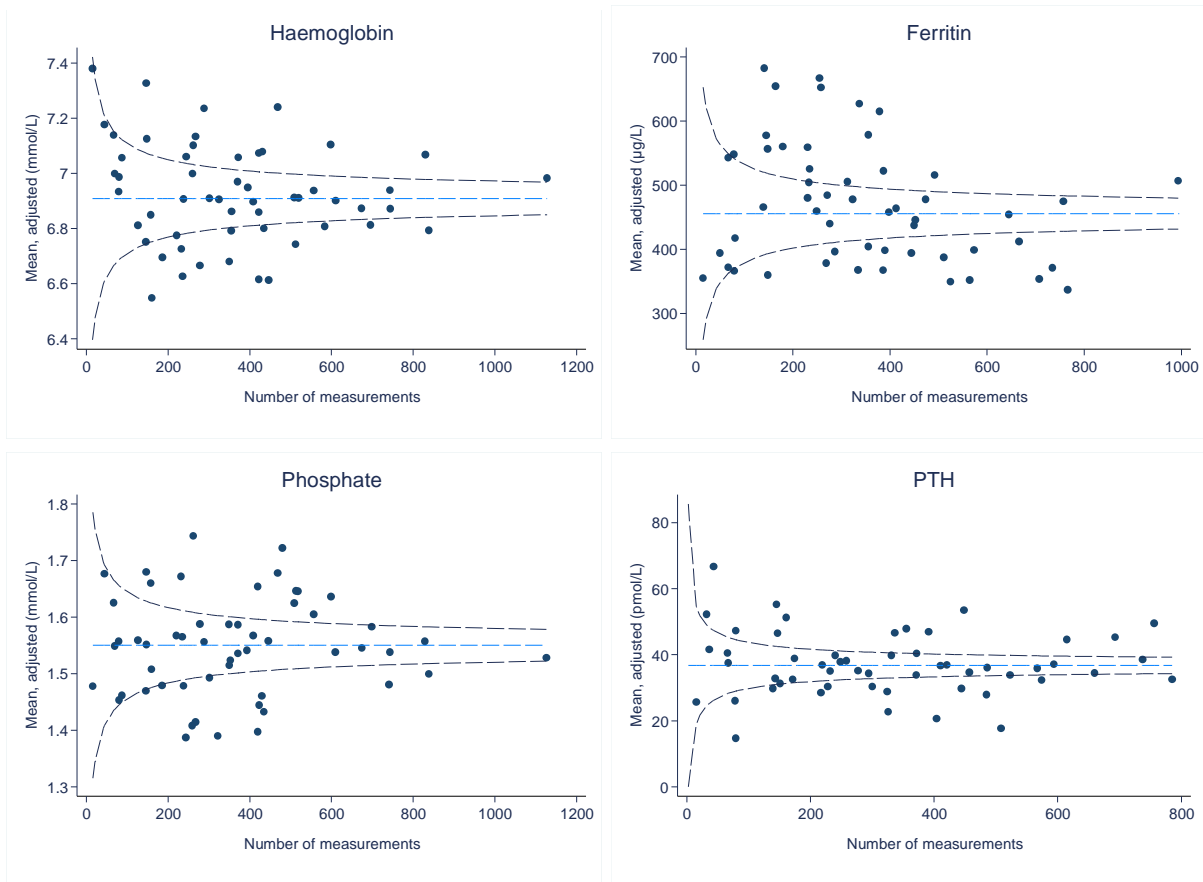 Haemoglobin
Mean, adjusted (mmol/L)
7.4
7.2
7
6.8
6.6
6.4
0 200 400 600 800 1000 1200
Number of measurements
Ferritin
Mean, adjusted (µg/L)
700
600
500
400
300
0 200 400 600 800 1000
Number of measurements
Phosphate
Mean, adjusted (mmol/L)
1.8
1.7
1.6
1.5
1.4
1.3
0 200 400 600 800 1000 1200
Number of measurements
PTH
Mean, adjusted (pmol/L)
80
60
40
20
0
0 200 400 600 800
Number of measurements